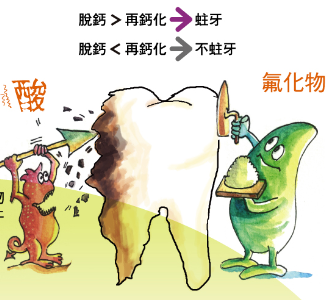 脫鈣 > 再鈣化 → 蛀牙
脫鈣 < 再鈣化 → 不蛀牙
氟化物
酸